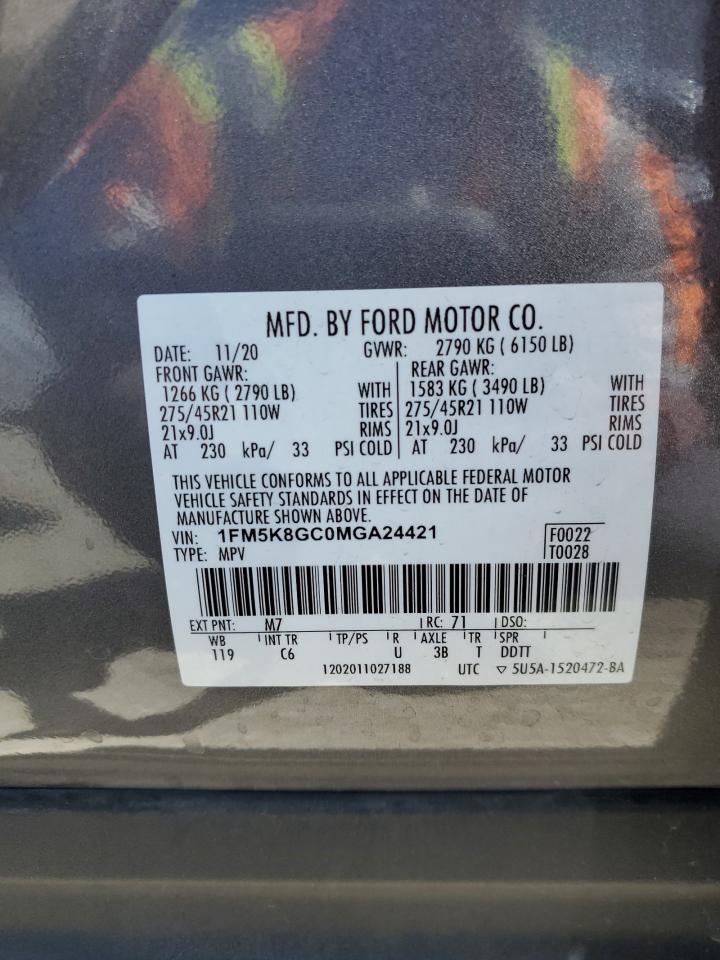 MFD. BY FORD MOTOR CO.
DATE: 11/20 GVWR: 2790 KG ( 6150 LB)
FRONT GAWR: REAR GAWR:
1266 KG ( 2790 LB) WITH 1583 KG ( 3490 LB) WITH
275/45R21 110W TIRES 275/45R21 110W TIRES
21x9.0J RIMS 21x9.0J RIMS
AT 230 kPa/ 33 PSI COLD AT 230 kPa/ 33 PSI COLD
THIS VEHICLE CONFORMS TO ALL APPLICABLE FEDERAL MOTOR
VEHICLE SAFETY STANDARDS IN EFFECT ON THE DATE OF
MANUFACTURE SHOWN ABOVE.
VIN: 1FM5K8GC0MGA24421 F0022
TYPE: MPV T0028
EXT PNT: M7 RC: 71 DSO:
WB INT TR TP/PS R AXLE TR SPR
119 C6 U 3B T DDTT
1202011027188 UTC ▽ 5U5A-1520472-BA